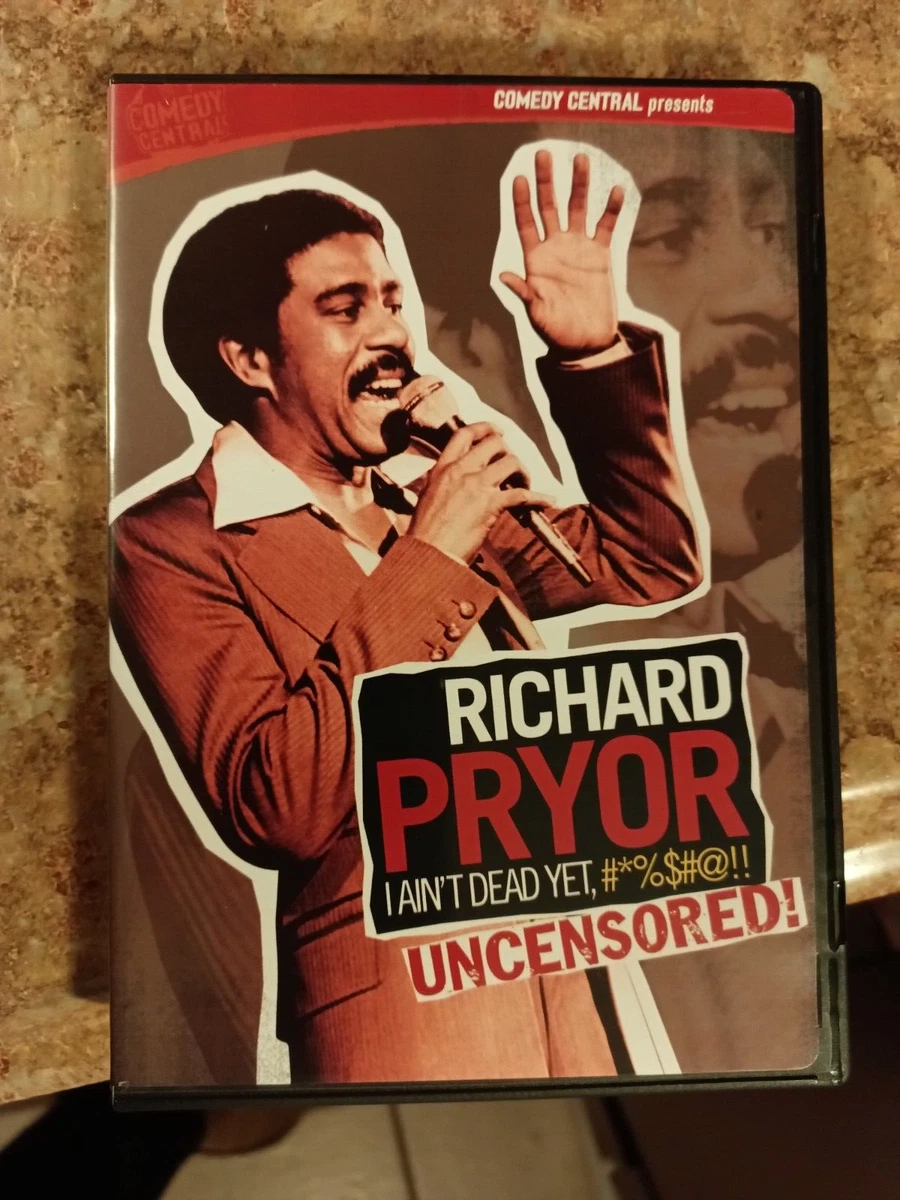 COMEDY
CENTRAL
COMEDY CENTRAL presents
RICHARD
PRYOR
I AIN'T DEAD YET, #*%$#@!!
UNCENSORED!